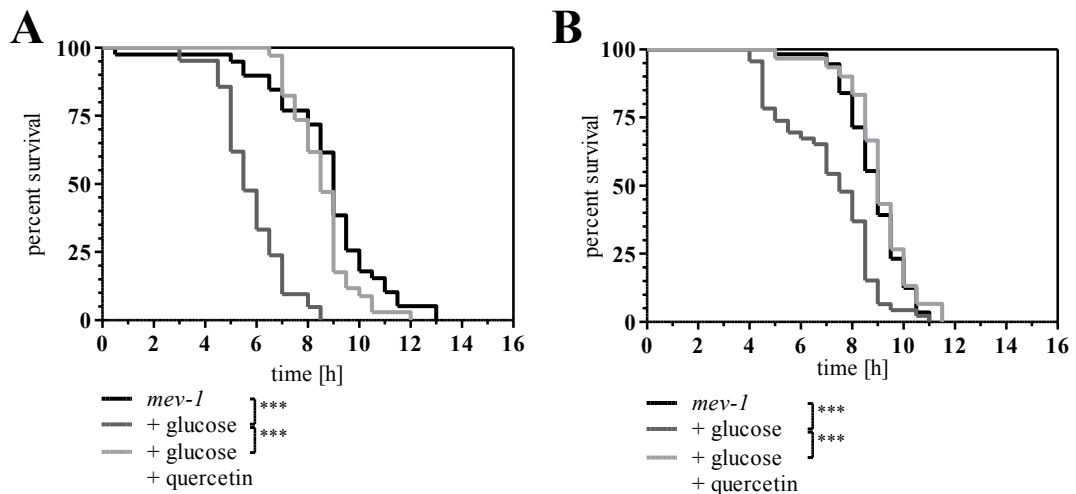 A
percent survival
100
75
50
25
0
0 2 4 6 8 10 12 14 16
time [h]
mev-1
+ glucose
+ glucose
+ quercetin
***
***
B
percent survival
100
75
50
25
0
0 2 4 6 8 10 12 14 16
time [h]
mev-1
+ glucose
+ glucose
+ quercetin
***
***